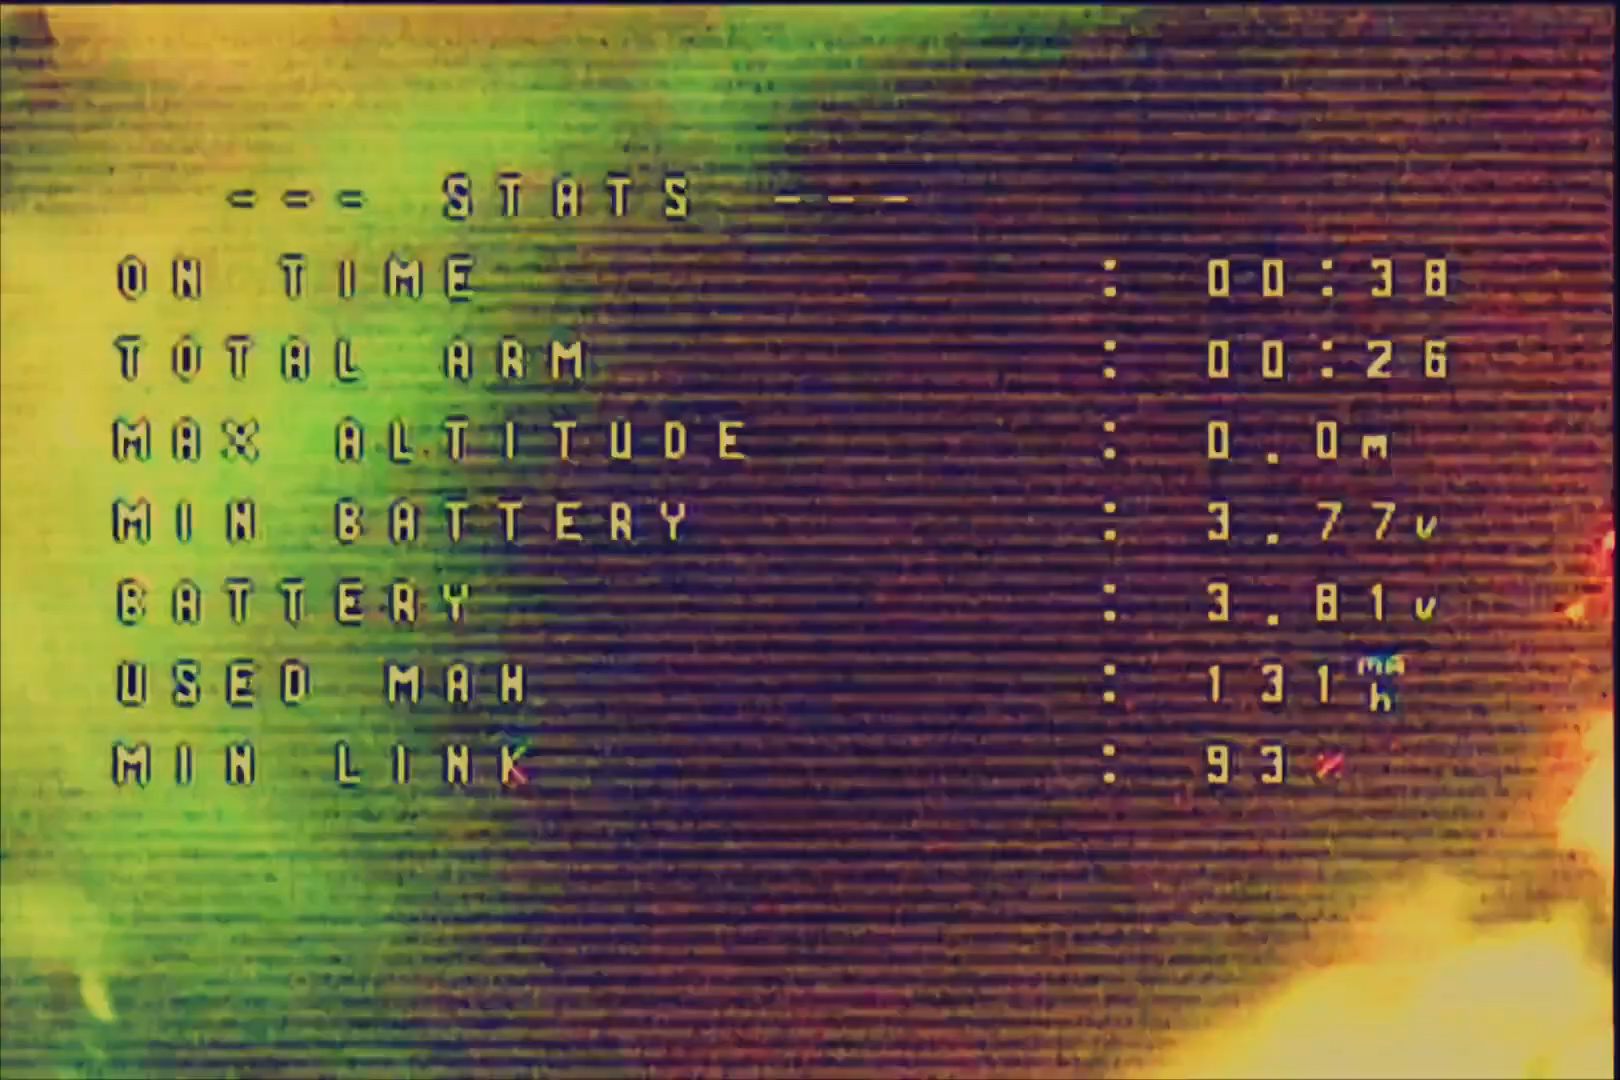 --- STATS ---
ON TIME : 00:38
TOTAL ARM : 00:26
MAX ALTITUDE : 0.0m
MIN BATTERY : 3.77v
BATTERY : 3.81v
USED MAH : 131mAh
MIN LINK : 93%